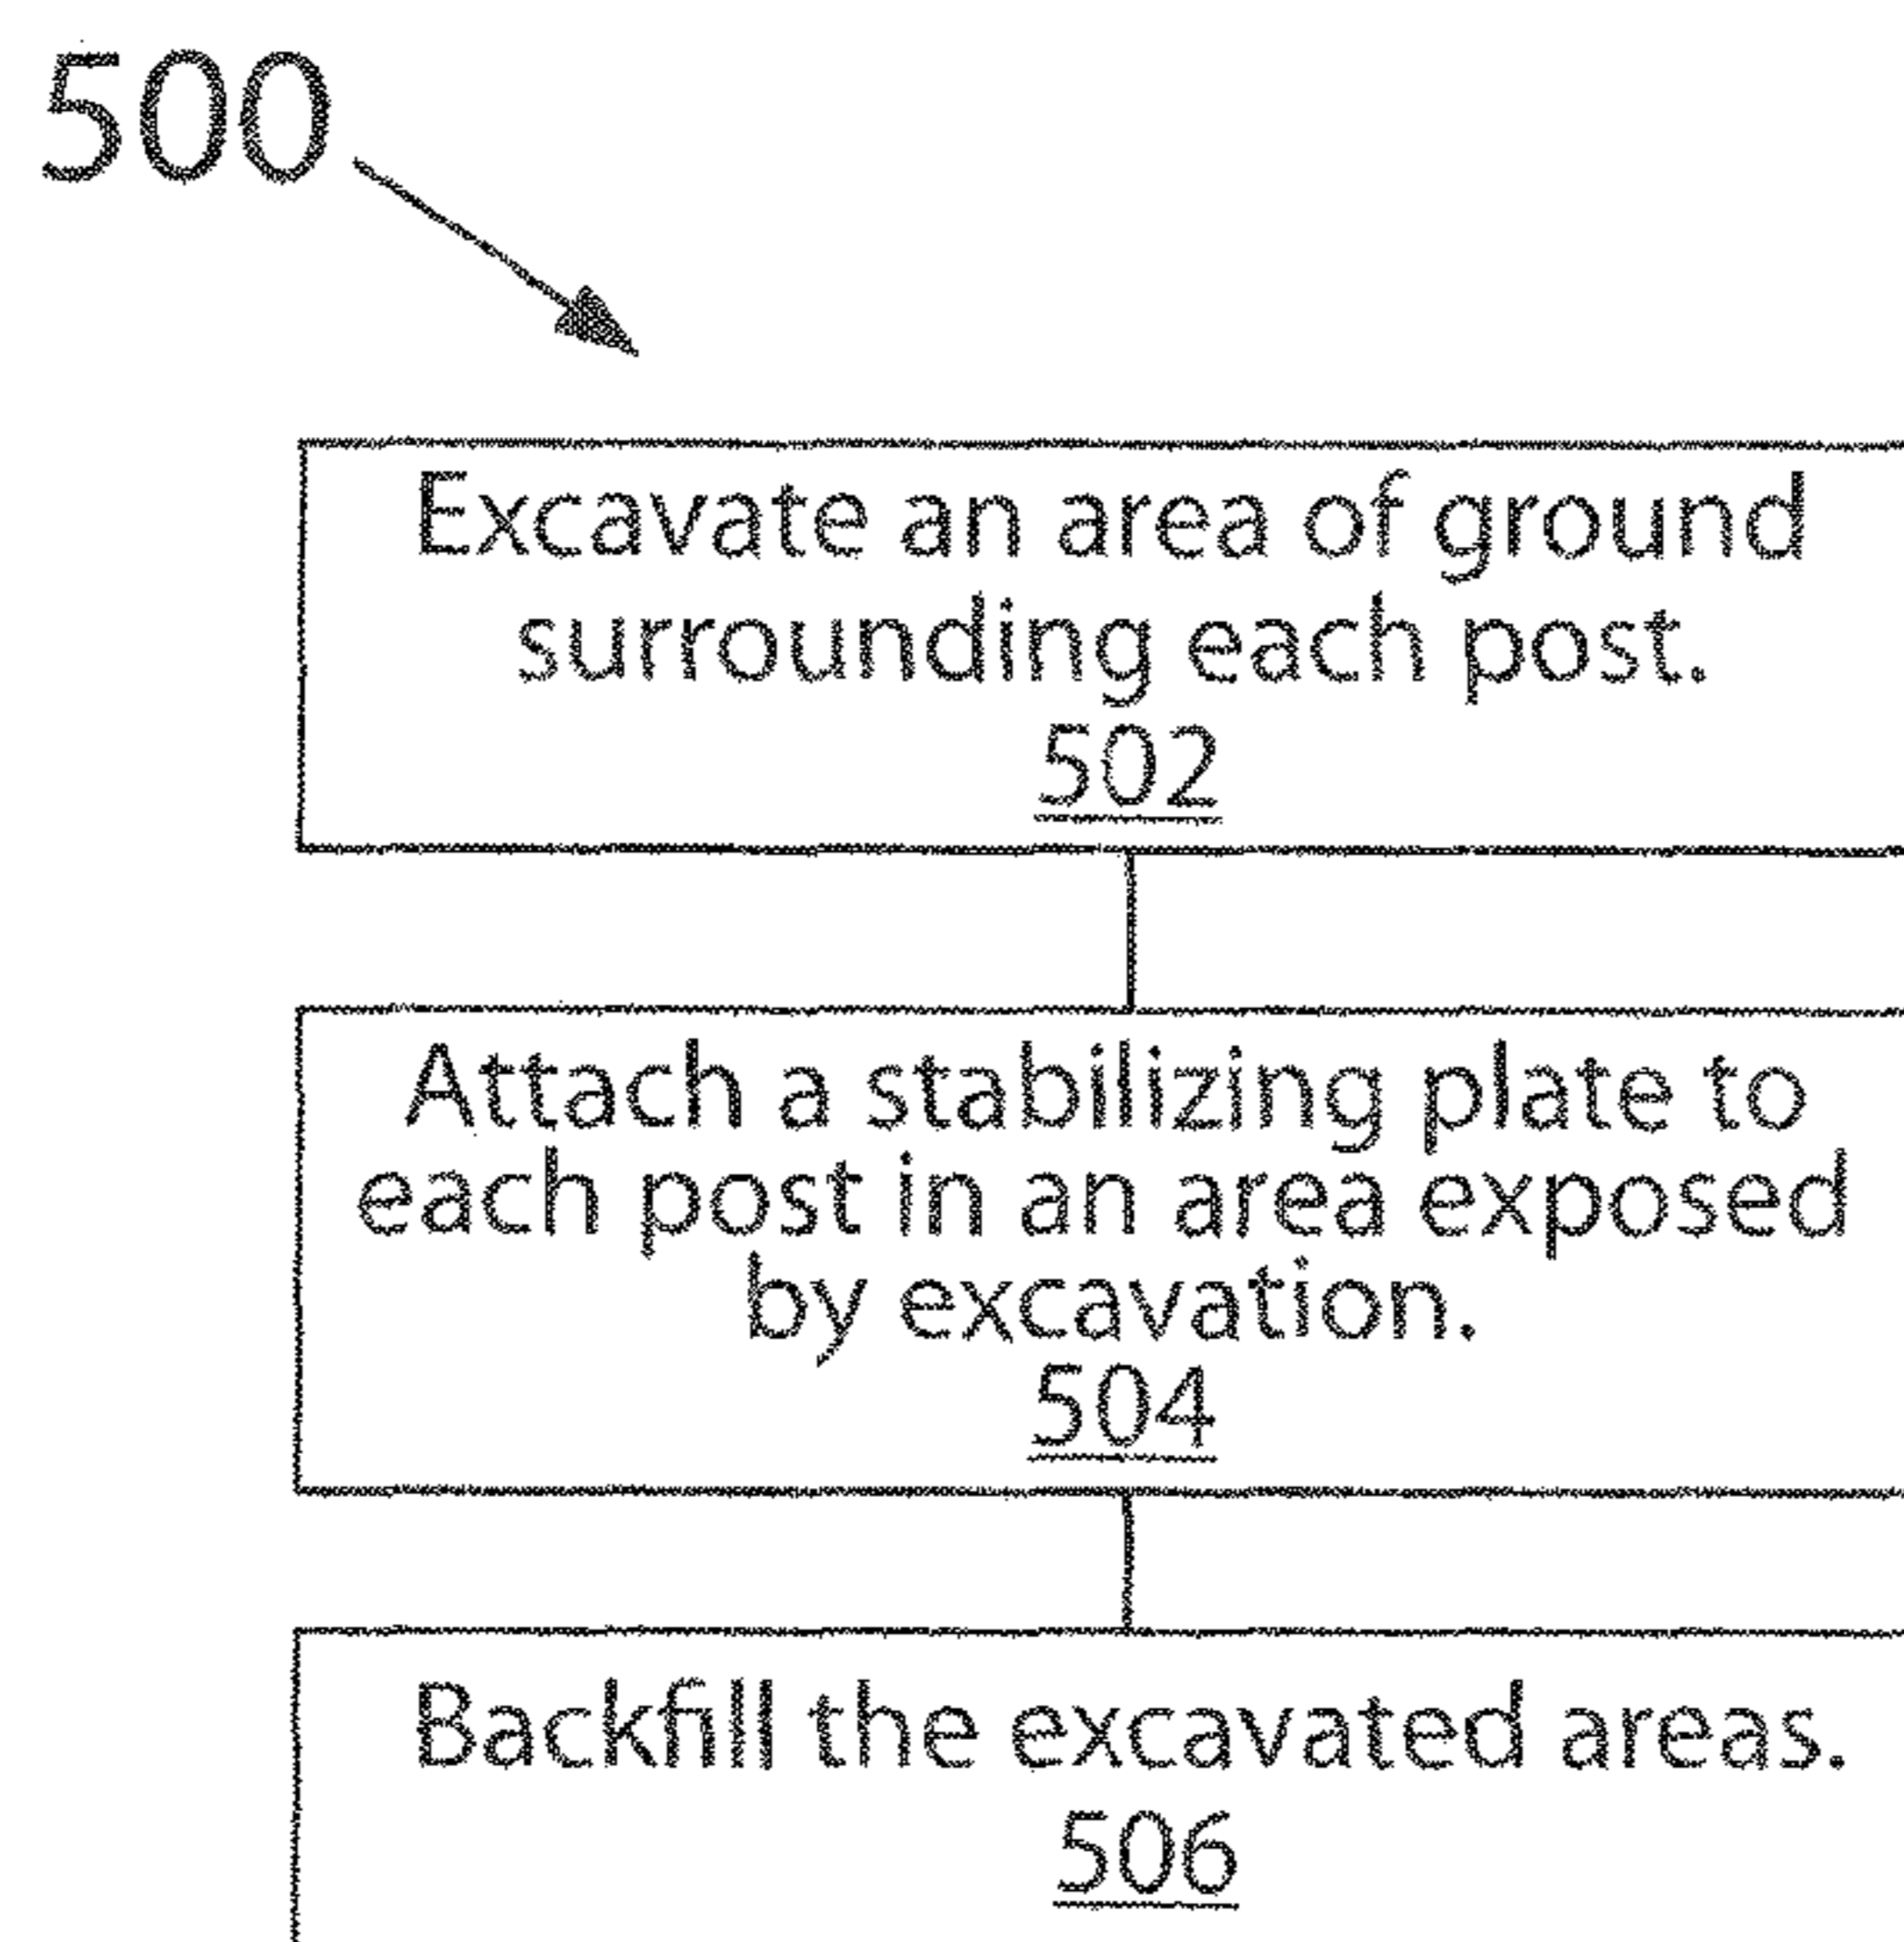 500
Excavate an area of ground
surrounding each post.
502
Attach a stabilizing plate to
each post in an area exposed
by excavation.
504
Backfill the excavated areas.
506